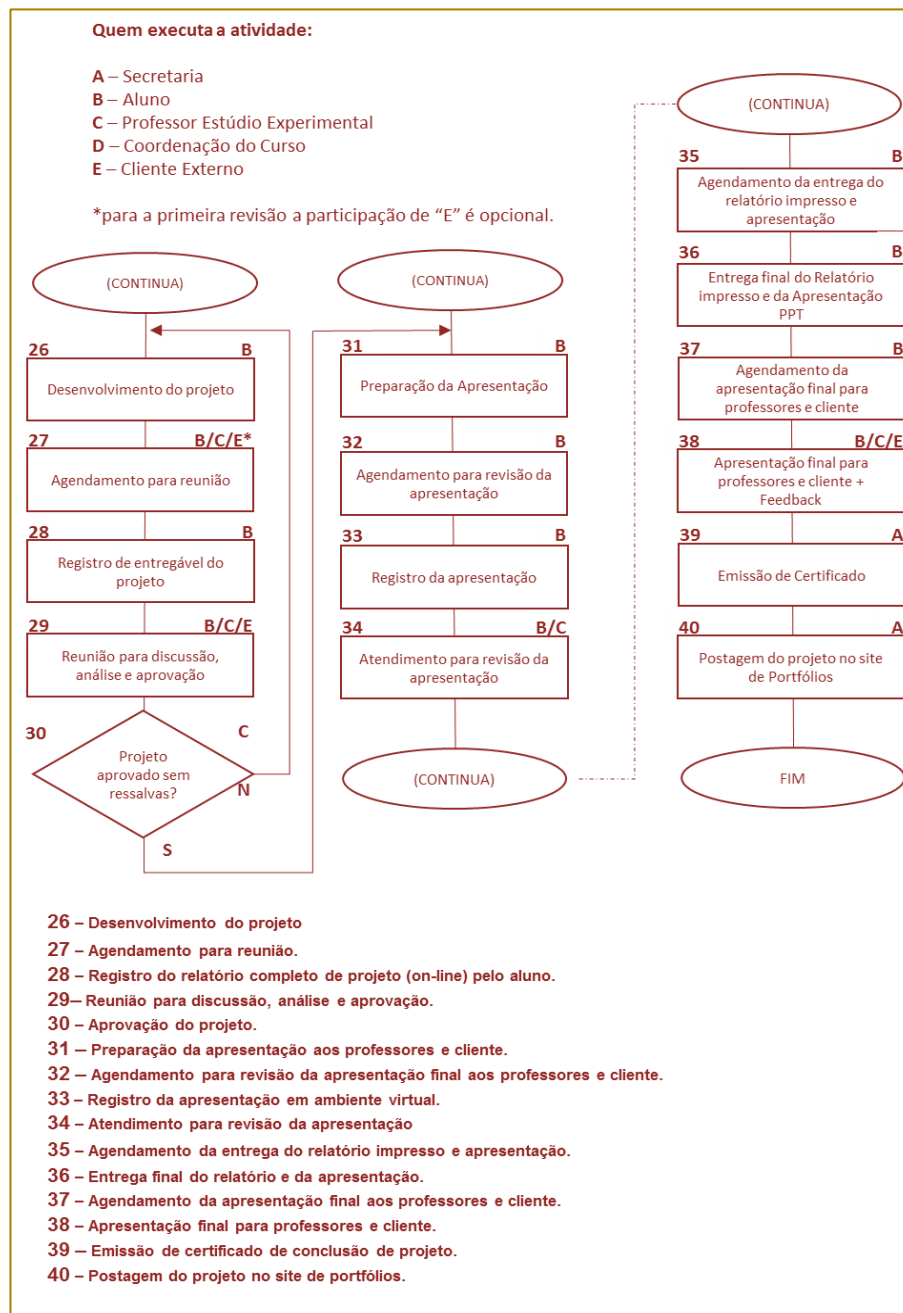 Quem executa a atividade:
A – Secretaria
B – Aluno
C – Professor Estúdio Experimental
D – Coordenação do Curso
E – Cliente Externo
*para a primeira revisão a participação de “E” é opcional.
(CONTINUA)
26 B
Desenvolvimento do projeto
27 B/C/E*
Agendamento para reunião
28 B
Registro de entregável do
projeto
29 B/C/E
Reunião para discussão,
análise e aprovação
30 C
Projeto
aprovado sem
ressalvas?
N
S
(CONTINUA)
31 B
Preparação da Apresentação
32 B
Agendamento para revisão da
apresentação
33 B
Registro da apresentação
34 B/C
Atendimento para revisão da
apresentação
(CONTINUA)
(CONTINUA)
35 B
Agendamento da entrega do
relatório impresso e
apresentação
36 B
Entrega final do Relatório
impresso e da Apresentação
PPT
37 B
Agendamento da
apresentação final para
professores e cliente
38 B/C/E
Apresentação final para
professores e cliente +
Feedback
39 A
Emissão de Certificado
40 A
Postagem do projeto no site
de Portfólios
FIM
26 – Desenvolvimento do projeto
27 – Agendamento para reunião.
28 – Registro do relatório completo de projeto (on-line) pelo aluno.
29– Reunião para discussão, análise e aprovação.
30 – Aprovação do projeto.
31 – Preparação da apresentação aos professores e cliente.
32 – Agendamento para revisão da apresentação final aos professores e cliente.
33 – Registro da apresentação em ambiente virtual.
34 – Atendimento para revisão da apresentação
35 – Agendamento da entrega do relatório impresso e apresentação.
36 – Entrega final do relatório e da apresentação.
37 – Agendamento da apresentação final aos professores e cliente.
38 – Apresentação final para professores e cliente.
39 – Emissão de certificado de conclusão de projeto.
40 – Postagem do projeto no site de portfólios.